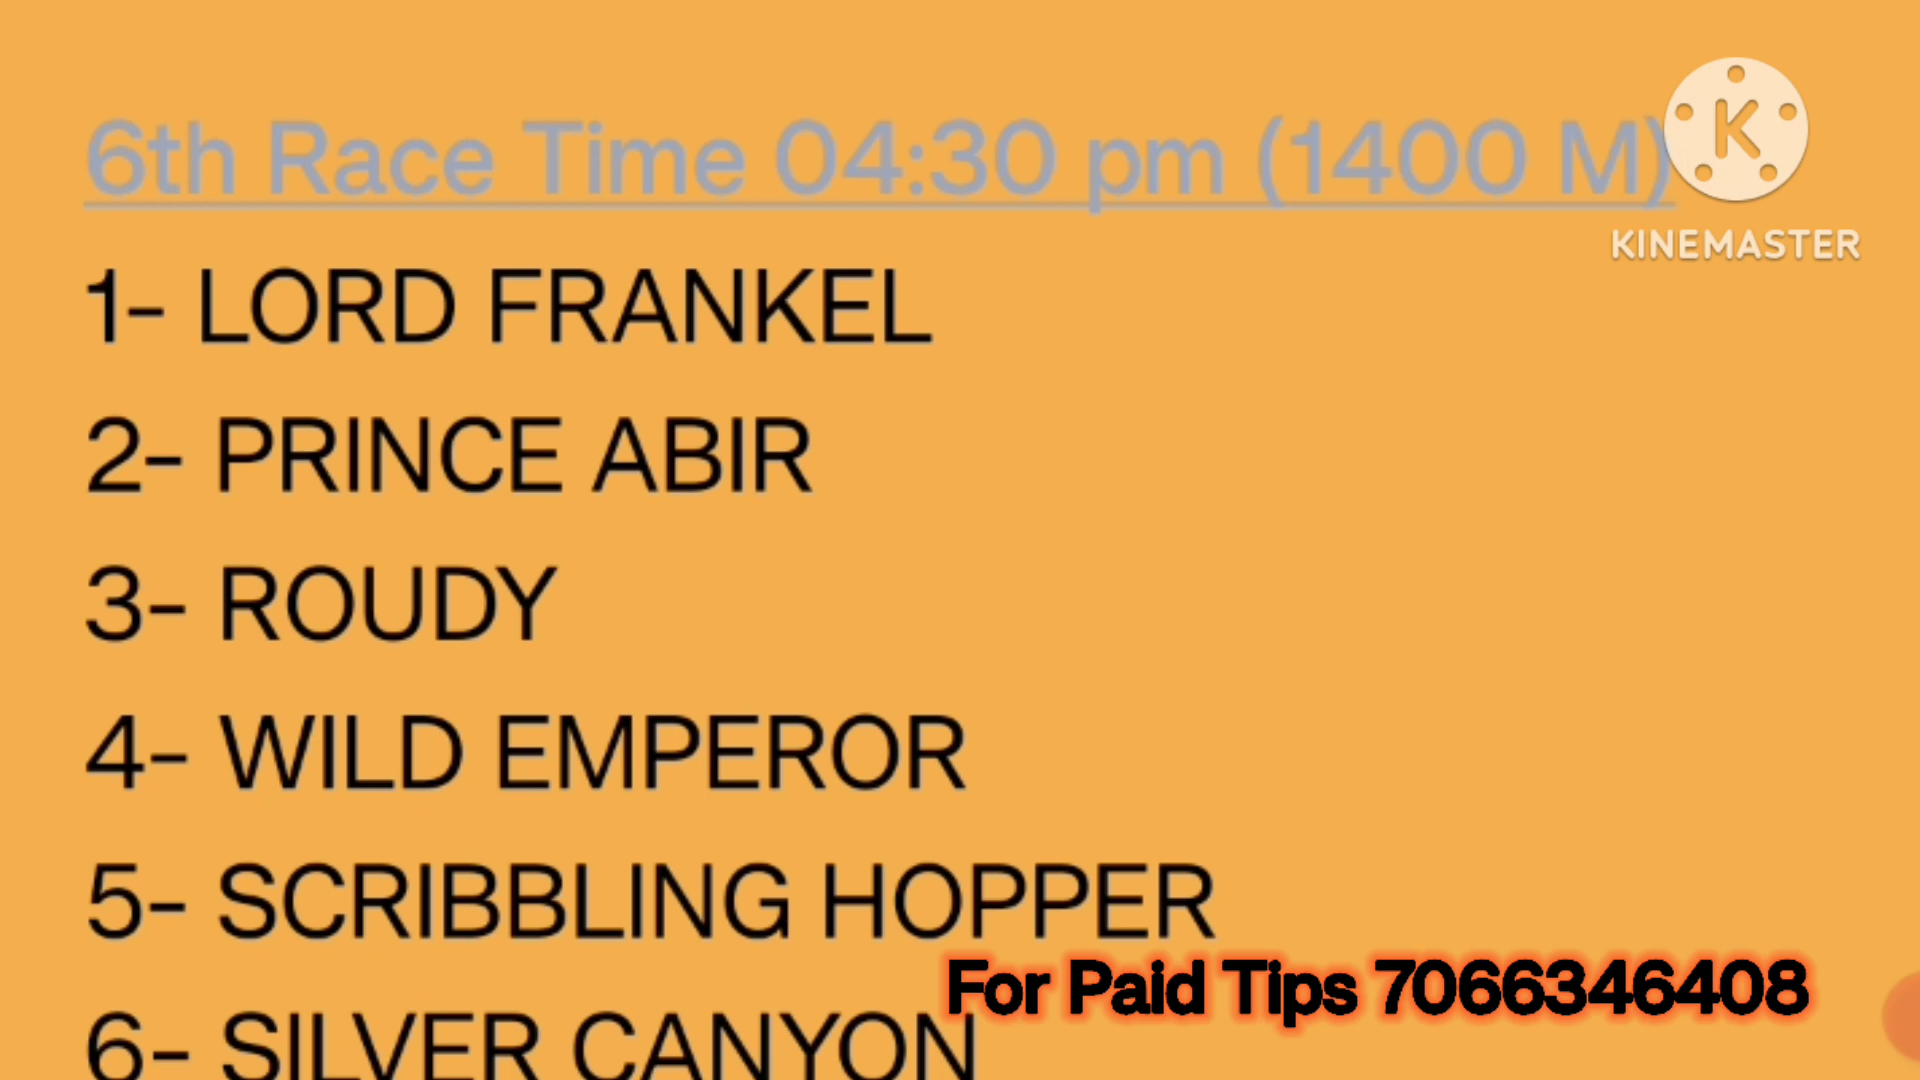 6th Race Time 04:30 pm (1400 M)
K
KINEMASTER
1- LORD FRANKEL
2- PRINCE ABIR
3- ROUDY
4- WILD EMPEROR
5- SCRIBBLING HOPPER
For Paid Tips 7066346408
6- SILVER CANYON